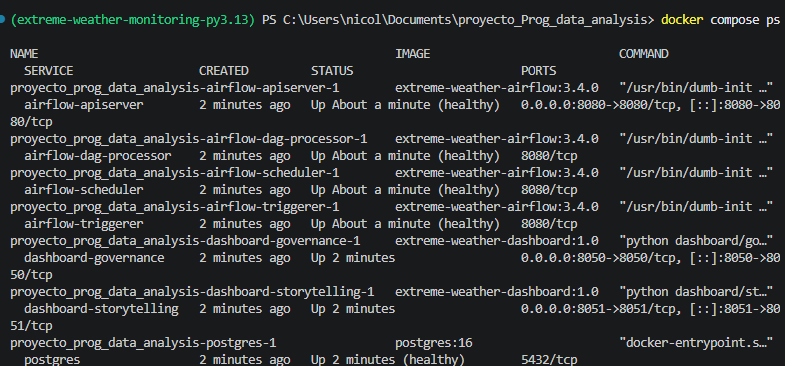 (extreme-weather-monitoring-py3.13) PS C:\Users\nicol\Documents\proyecto_Prog_data_analysis> docker compose ps
NAME IMAGE COMMAND
SERVICE CREATED STATUS PORTS
proyecto_prog_data_analysis-airflow-apiserver-1 extreme-weather-airflow:3.4.0 "/usr/bin/dumb-init …"
airflow-apiserver 2 minutes ago Up About a minute (healthy) 0.0.0.0:8080->8080/tcp, [::]:8080->80
80/tcp
proyecto_prog_data_analysis-airflow-dag-processor-1 extreme-weather-airflow:3.4.0 "/usr/bin/dumb-init …"
airflow-dag-processor 2 minutes ago Up About a minute (healthy) 8080/tcp
proyecto_prog_data_analysis-airflow-scheduler-1 extreme-weather-airflow:3.4.0 "/usr/bin/dumb-init …"
airflow-scheduler 2 minutes ago Up About a minute (healthy) 8080/tcp
proyecto_prog_data_analysis-airflow-triggerer-1 extreme-weather-airflow:3.4.0 "/usr/bin/dumb-init …"
airflow-triggerer 2 minutes ago Up About a minute (healthy) 8080/tcp
proyecto_prog_data_analysis-dashboard-governance-1 extreme-weather-dashboard:1.0 "python dashboard/go…"
dashboard-governance 2 minutes ago Up 2 minutes 0.0.0.0:8050->8050/tcp, [::]:8050->80
50/tcp
proyecto_prog_data_analysis-dashboard-storytelling-1 extreme-weather-dashboard:1.0 "python dashboard/st…"
dashboard-storytelling 2 minutes ago Up 2 minutes 0.0.0.0:8051->8051/tcp, [::]:8051->80
51/tcp
proyecto_prog_data_analysis-postgres-1 postgres:16 "docker-entrypoint.s…"
postgres 2 minutes ago Up 2 minutes (healthy) 5432/tcp